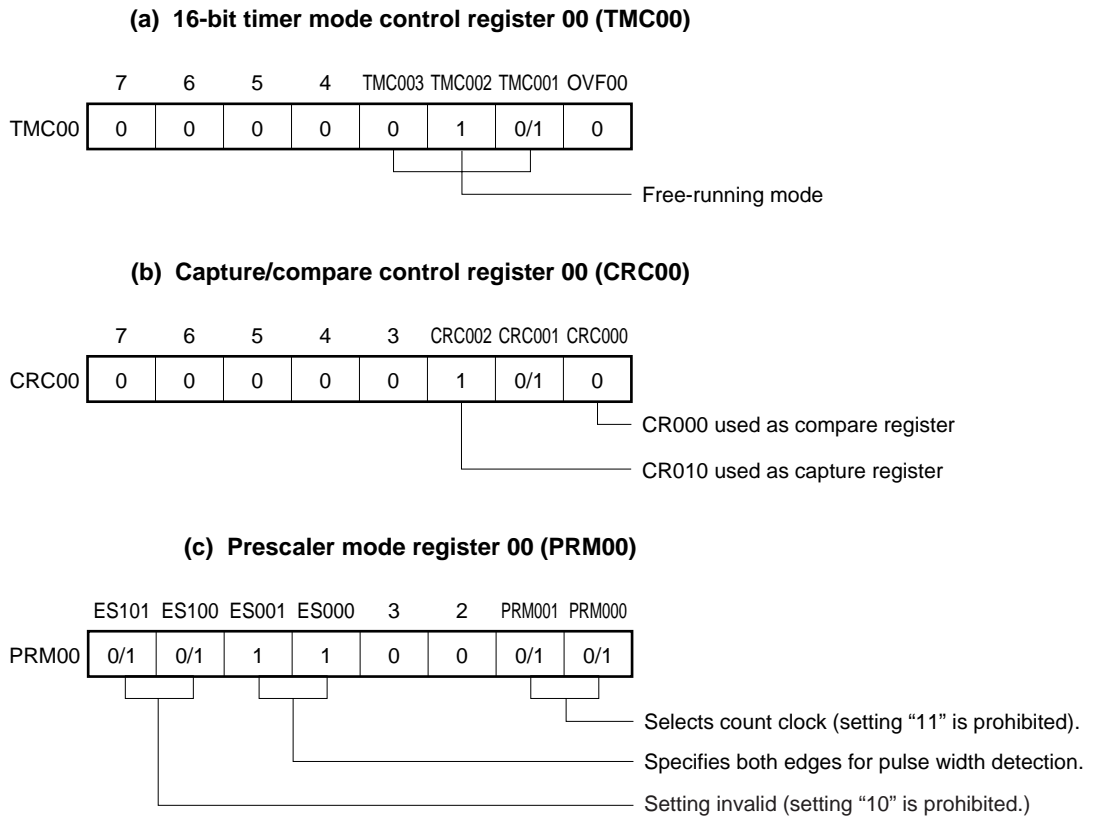 (a) 16-bit timer mode control register 00 (TMC00)
7 6 5 4 TMC003 TMC002 TMC001 OVF00
TMC00 0 0 0 0 0 1 0/1 0
Free-running mode
(b) Capture/compare control register 00 (CRC00)
7 6 5 4 3 CRC002 CRC001 CRC000
CRC00 0 0 0 0 0 1 0/1 0
CR000 used as compare register
CR010 used as capture register
(c) Prescaler mode register 00 (PRM00)
ES101 ES100 ES001 ES000 3 2 PRM001 PRM000
PRM00 0/1 0/1 1 1 0 0 0/1 0/1
Selects count clock (setting “11” is prohibited).
Specifies both edges for pulse width detection.
Setting invalid (setting “10” is prohibited.)